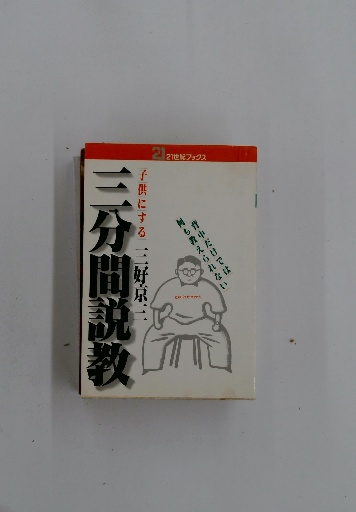 21 21世紀ブックス
子供にする
三分間説教
三好京三
背中だけでは
何も教えられない